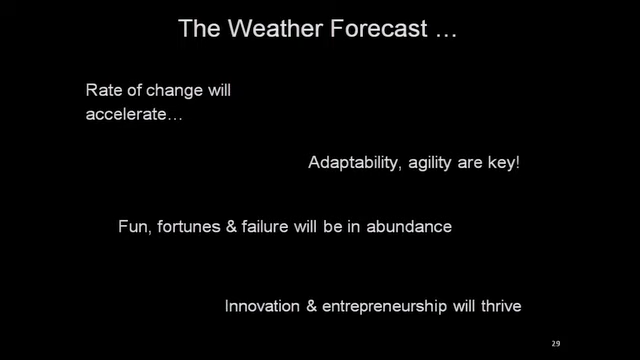 The Weather Forecast …
Rate of change will
accelerate…
Adaptability, agility are key!
Fun, fortunes & failure will be in abundance
Innovation & entrepreneurship will thrive
29